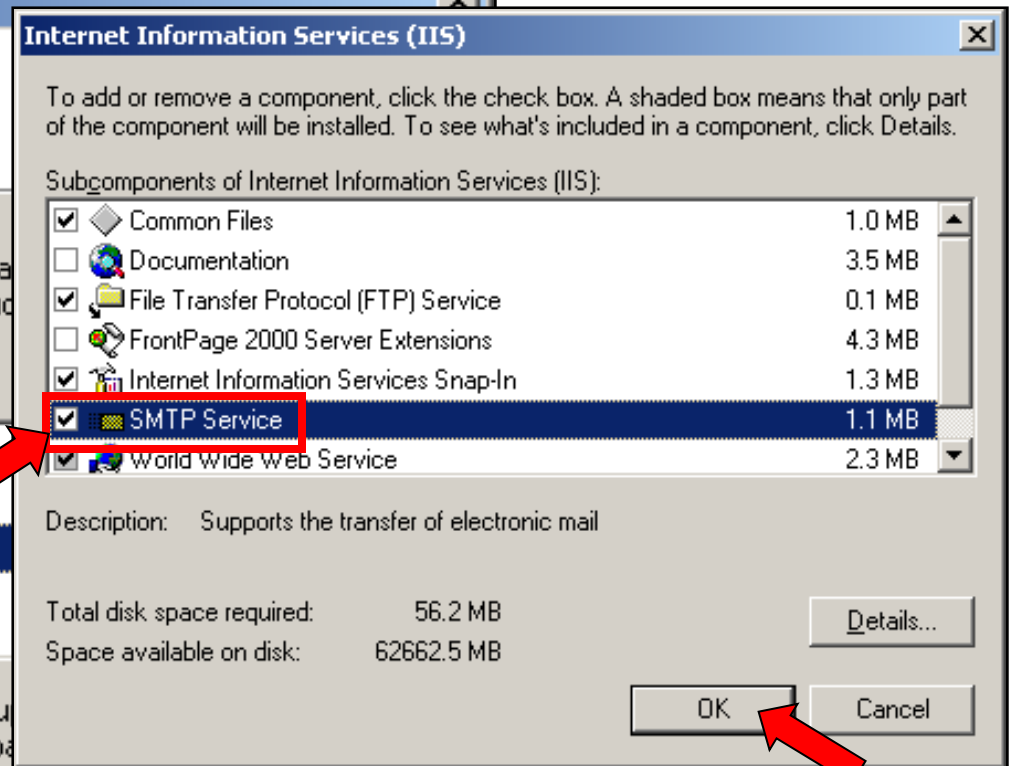 Internet Information Services (IIS)
To add or remove a component, click the check box. A shaded box means that only part
of the component will be installed. To see what's included in a component, click Details.
Subcomponents of Internet Information Services (IIS):
Common Files 1.0 MB
Documentation 3.5 MB
File Transfer Protocol (FTP) Service 0.1 MB
FrontPage 2000 Server Extensions 4.3 MB
Internet Information Services Snap-In 1.3 MB
SMTP Service 1.1 MB
World Wide Web Service 2.3 MB
Description: Supports the transfer of electronic mail
Total disk space required: 56.2 MB
Details...
Space available on disk: 62662.5 MB
OK Cancel